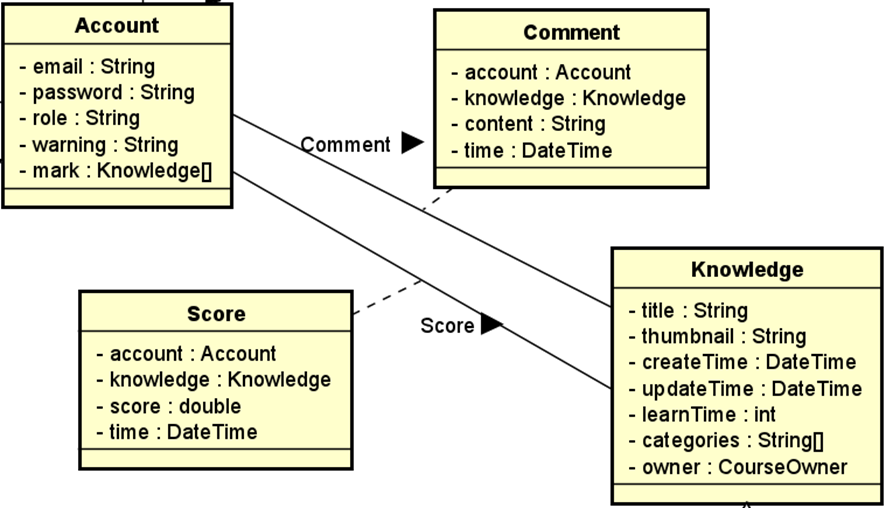 Account
- email : String
- password : String
- role : String
- warning : String
- mark : Knowledge[]
Comment
- account : Account
- knowledge : Knowledge
- content : String
- time : DateTime
Comment
Score
- account : Account
- knowledge : Knowledge
- score : double
- time : DateTime
Score
Knowledge
- title : String
- thumbnail : String
- createTime : DateTime
- updateTime : DateTime
- learnTime : int
- categories : String[]
- owner : CourseOwner